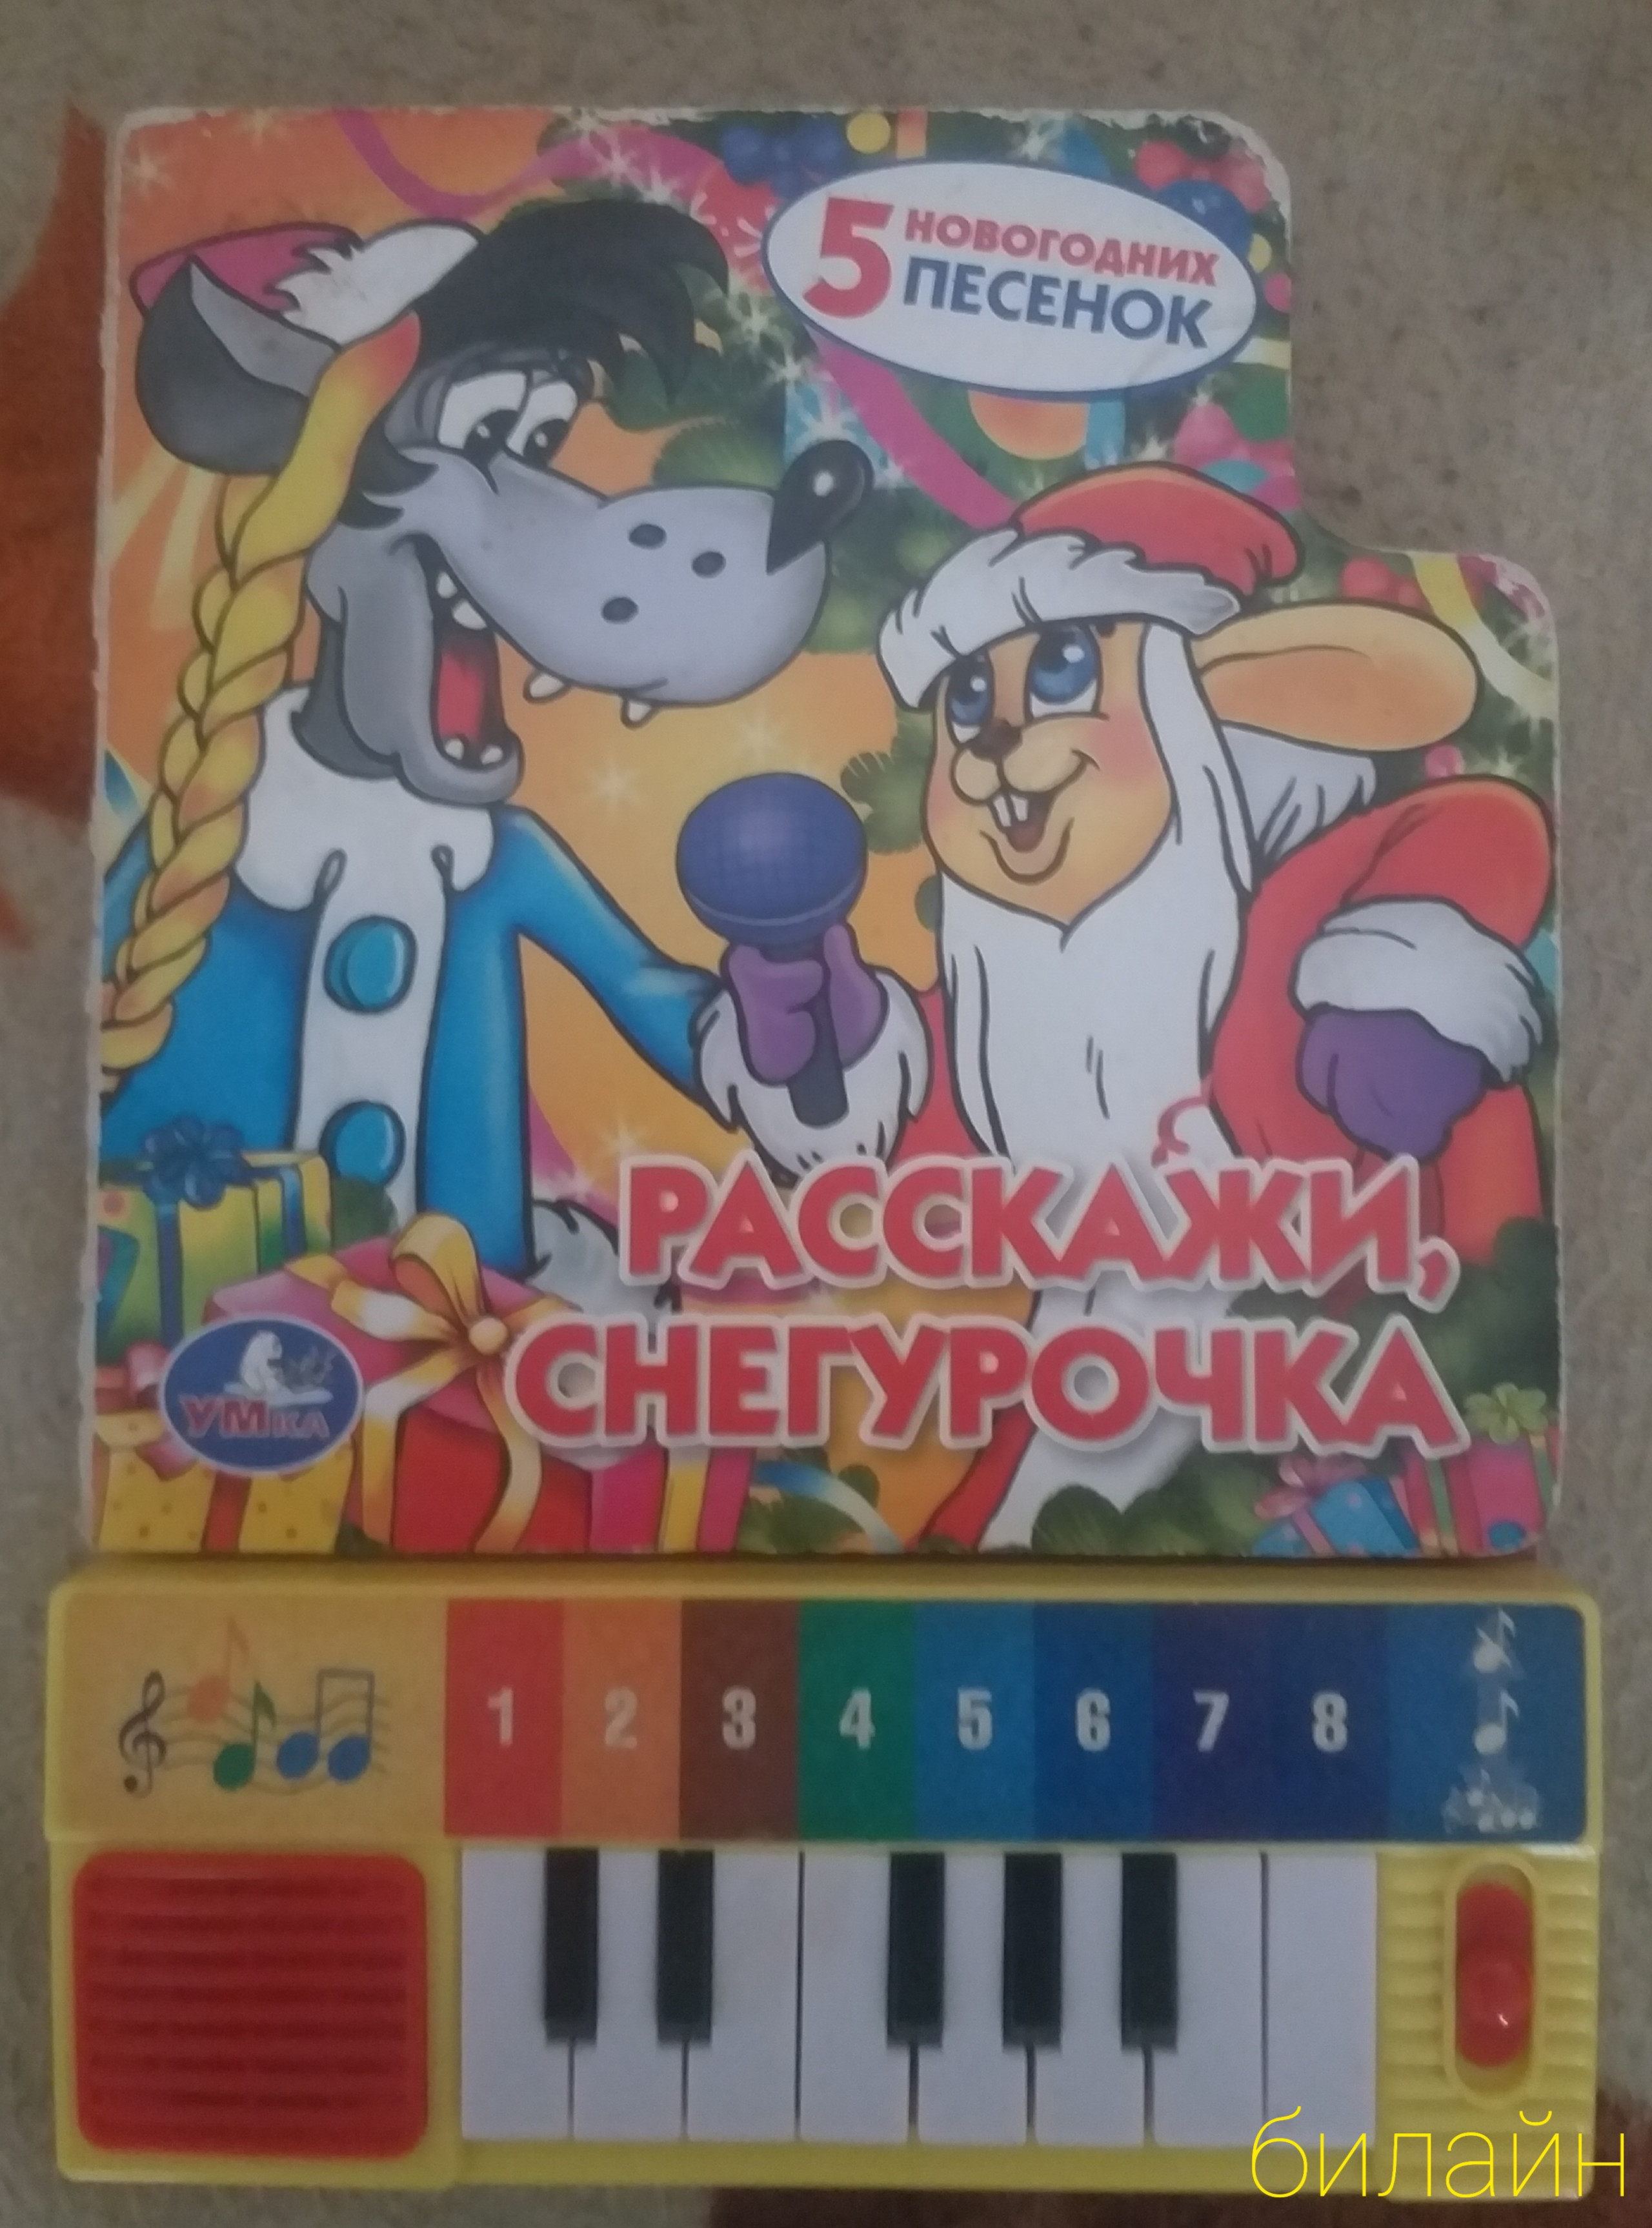 5 НОВОГОДНИХ
ПЕСЕНОК
РАССКАЖИ,
СНЕГУРОЧКА
УМКА
1 2 3 4 5 6 7 8
билайн